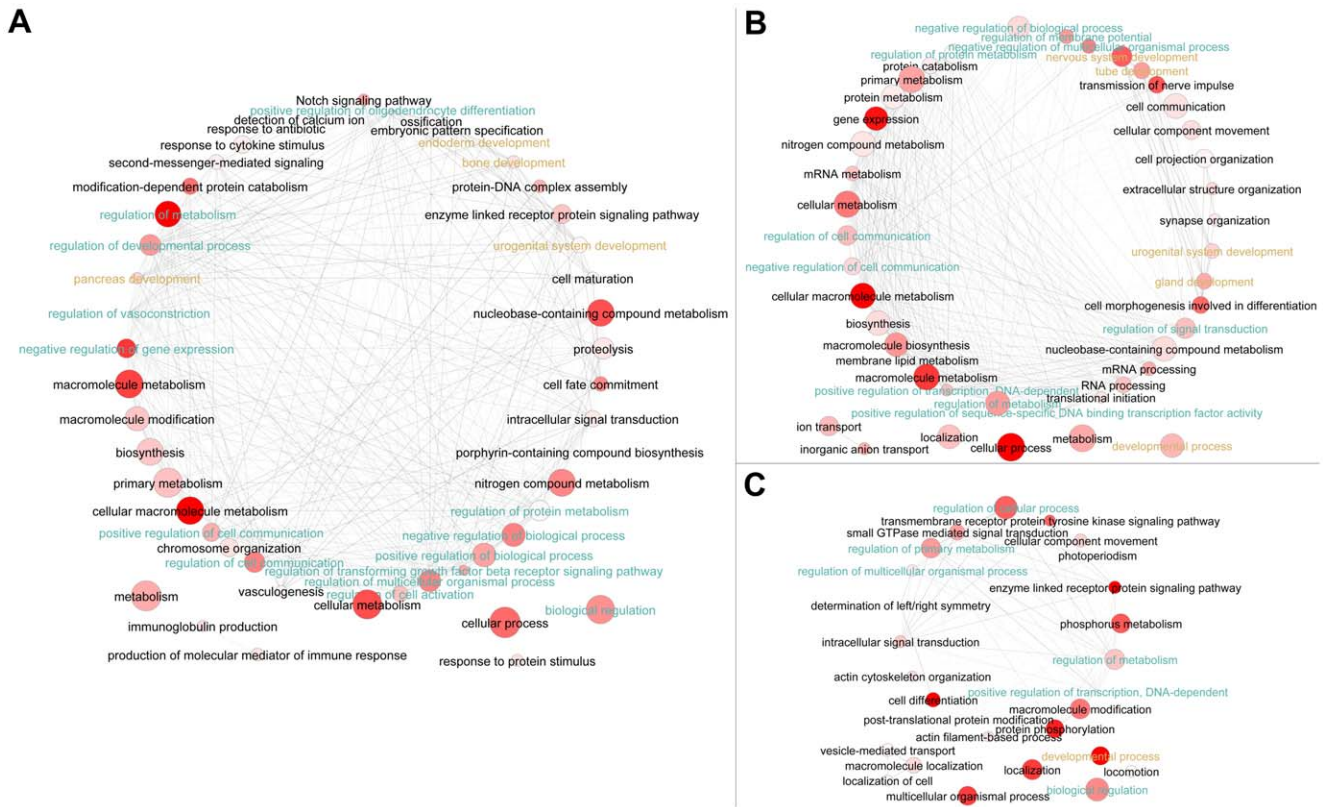 A
Notch signaling pathway
positive regulation of oligodendrocyte differentiation
detection of calcium ion
ossification
response to antibiotic
embryonic pattern specification
response to cytokine stimulus
endoderm development
second-messenger-mediated signaling
bone development
modification-dependent protein catabolism
protein-DNA complex assembly
regulation of metabolism
enzyme linked receptor protein signaling pathway
regulation of developmental process
urogenital system development
pancreas development
cell maturation
regulation of vasoconstriction
nucleobase-containing compound metabolism
negative regulation of gene expression
proteolysis
macromolecule metabolism
cell fate commitment
macromolecule modification
intracellular signal transduction
biosynthesis
porphyrin-containing compound biosynthesis
primary metabolism
nitrogen compound metabolism
cellular macromolecule metabolism
regulation of protein metabolism
positive regulation of cell communication
negative regulation of biological process
chromosome organization
positive regulation of biological process
regulation of cell communication
regulation of transforming growth factor beta receptor signaling pathway
regulation of multicellular organismal process
vasculogenesis
regulation of cell activation
metabolism
cellular metabolism
biological regulation
immunoglobulin production
cellular process
production of molecular mediator of immune response
response to protein stimulus
B
negative regulation of biological process
regulation of membrane potential
negative regulation of multicellular organismal process
regulation of protein metabolism
nervous system development
protein catabolism
tube development
primary metabolism
transmission of nerve impulse
protein metabolism
cell communication
gene expression
cellular component movement
nitrogen compound metabolism
cell projection organization
mRNA metabolism
extracellular structure organization
cellular metabolism
synapse organization
regulation of cell communication
urogenital system development
negative regulation of cell communication
gland development
cellular macromolecule metabolism
cell morphogenesis involved in differentiation
biosynthesis
regulation of signal transduction
macromolecule biosynthesis
nucleobase-containing compound metabolism
membrane lipid metabolism
mRNA processing
macromolecule metabolism
RNA processing
positive regulation of transcription, DNA-dependent
translational initiation
regulation of metabolism
positive regulation of sequence-specific DNA binding transcription factor activity
ion transport
localization
metabolism
inorganic anion transport
cellular process
developmental process
C
regulation of cellular process
transmembrane receptor protein tyrosine kinase signaling pathway
small GTPase mediated signal transduction
cellular component movement
regulation of primary metabolism
photoperiodism
regulation of multicellular organismal process
enzyme linked receptor protein signaling pathway
determination of left/right symmetry
phosphorus metabolism
intracellular signal transduction
regulation of metabolism
actin cytoskeleton organization
positive regulation of transcription, DNA-dependent
cell differentiation
macromolecule modification
post-translational protein modification
protein phosphorylation
actin filament-based process
vesicle-mediated transport
developmental process
macromolecule localization
localization
locomotion
localization of cell
biological regulation
multicellular organismal process